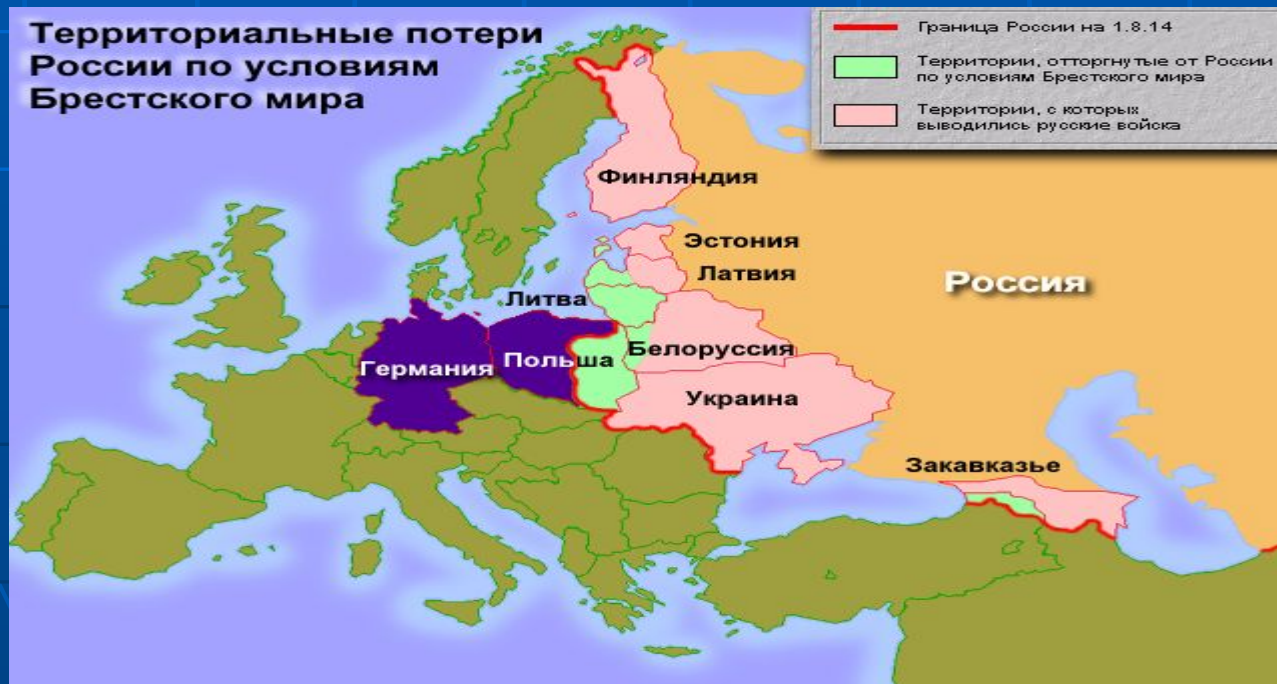 Территориальные потери
России по условиям
Брестского мира
Граница России на 1.8.14
Территории, отторгнутые от России
по условиям Брестского мира
Территории, с которых
выводились русские войска
Финляндия
Эстония
Латвия
Россия
Литва
Белоруссия
Германия
Польша
Украина
Закавказье